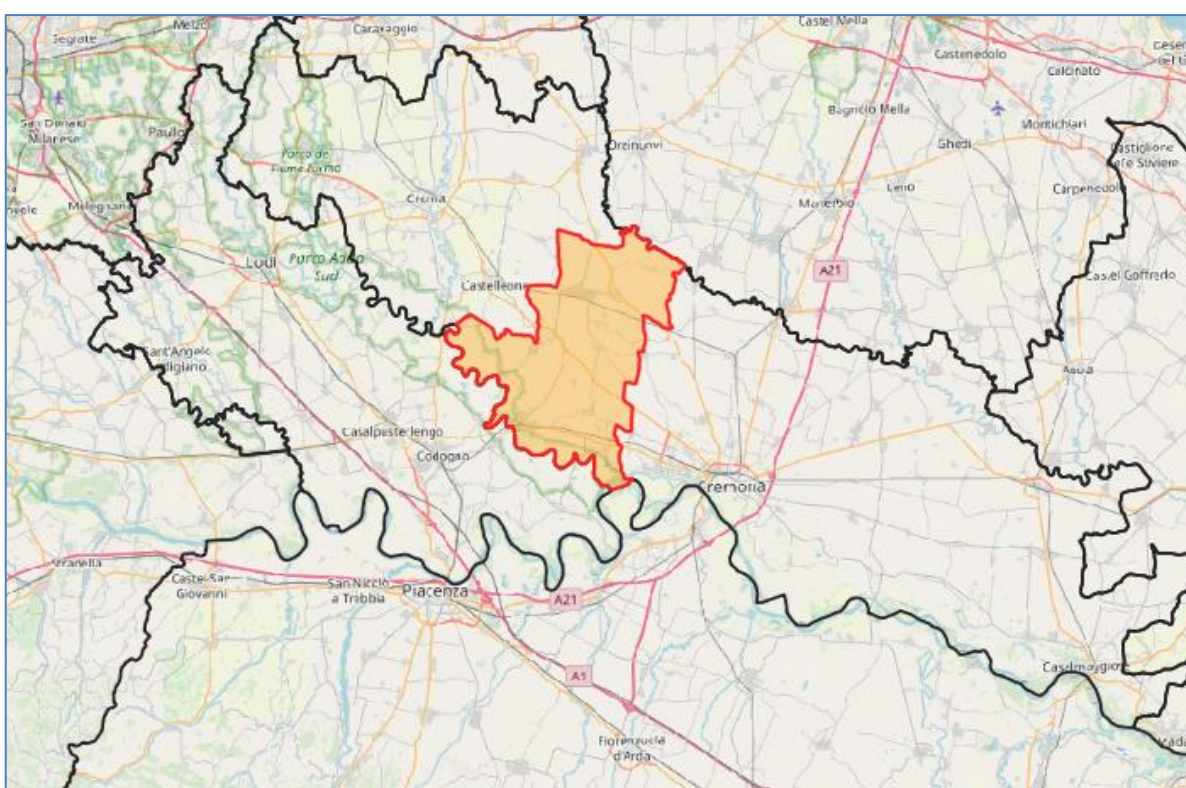 Segrate
Melzo
Caravaggio
Castel Mella
Castenedolo
Calcinato
San Donato
Milanese
Paullo
Bagnolo Mella
Montichiari
Orzinuovi
Ghedi
Castiglione
delle Stiviere
Parco del
Fiume Serio
Leno
Carpenedolo
Crema
Manerbio
Melegnano
Lodi
Parco Adda
Sud
A21
Castel Goffredo
Castelleone
Sant'Angelo
Lodigiano
Asola
Casalpusterlengo
Codogno
Cremona
Stradella
Castel San
Giovanni
San Nicolò
a Trebbia
Piacenza
A21
A1
Casalmaggiore
Fiorenzuola
d'Arda